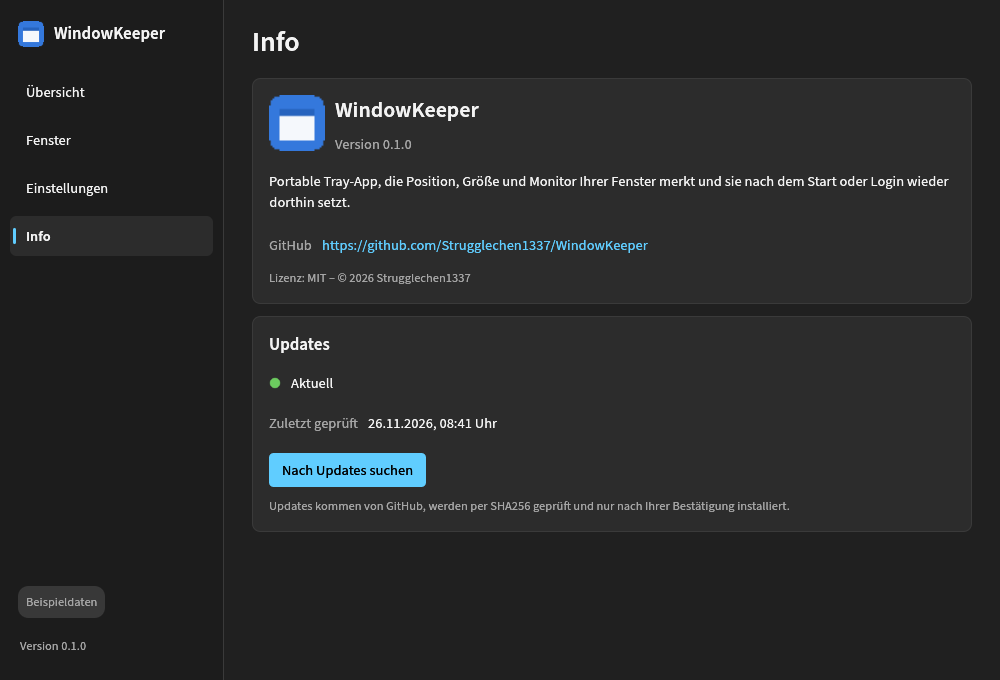 WindowKeeper
Übersicht
Fenster
Einstellungen
Info
Beispieldaten
Version 0.1.0
Info
WindowKeeper
Version 0.1.0
Portable Tray-App, die Position, Größe und Monitor Ihrer Fenster merkt und sie nach dem Start oder Login wieder
dorthin setzt.
GitHub https://github.com/Strugglechen1337/WindowKeeper
Lizenz: MIT – © 2026 Strugglechen1337
Updates
Aktuell
Zuletzt geprüft 26.11.2026, 08:41 Uhr
Nach Updates suchen
Updates kommen von GitHub, werden per SHA256 geprüft und nur nach Ihrer Bestätigung installiert.